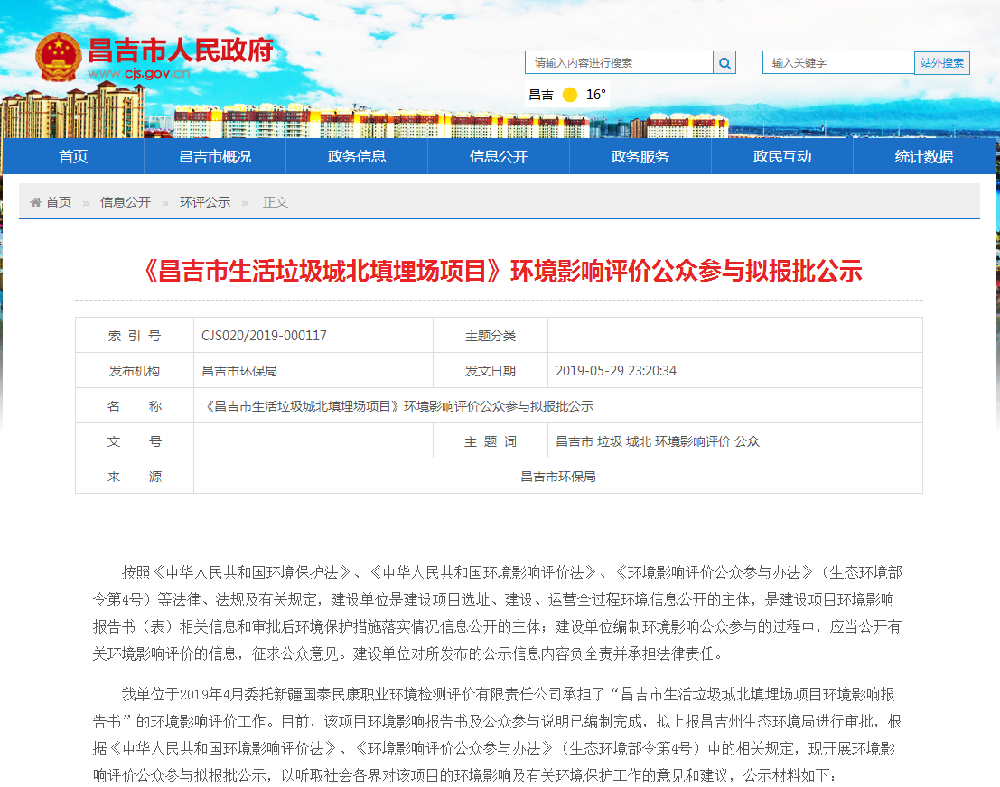 昌吉市人民政府
www.cjs.gov.cn
请输入内容进行搜索
输入关键字
站外搜索
昌吉 16°
首页 昌吉市概况 政务信息 信息公开 政务服务 政民互动 统计数据
首页 » 信息公开 » 环评公示 » 正文
《昌吉市生活垃圾城北填埋场项目》环境影响评价公众参与拟报批公示
索 引 号 CJS020/2019-000117 主题分类
发布机构 昌吉市环保局 发文日期 2019-05-29 23:20:34
名 称 《昌吉市生活垃圾城北填埋场项目》环境影响评价公众参与拟报批公示
文 号 主 题 词 昌吉市 垃圾 城北 环境影响评价 公众
来 源 昌吉市环保局
按照《中华人民共和国环境保护法》、《中华人民共和国环境影响评价法》、《环境影响评价公众参与办法》（生态环境部
令第4号）等法律、法规及有关规定，建设单位是建设项目选址、建设、运营全过程环境信息公开的主体，是建设项目环境影响
报告书（表）相关信息和审批后环境保护措施落实情况信息公开的主体；建设单位编制环境影响公众参与的过程中，应当公开有
关环境影响评价的信息，征求公众意见。建设单位对所发布的公示信息内容负全责并承担法律责任。
我单位于2019年4月委托新疆国泰民康职业环境检测评价有限责任公司承担了“昌吉市生活垃圾城北填埋场项目环境影响报
告书”的环境影响评价工作。目前，该项目环境影响报告书及公众参与说明已编制完成，拟上报昌吉州生态环境局进行审批，根
据《中华人民共和国环境影响评价法》、《环境影响评价公众参与办法》（生态环境部令第4号）中的相关规定，现开展环境影
响评价公众参与拟报批公示，以听取社会各界对该项目的环境影响及有关环境保护工作的意见和建议，公示材料如下：